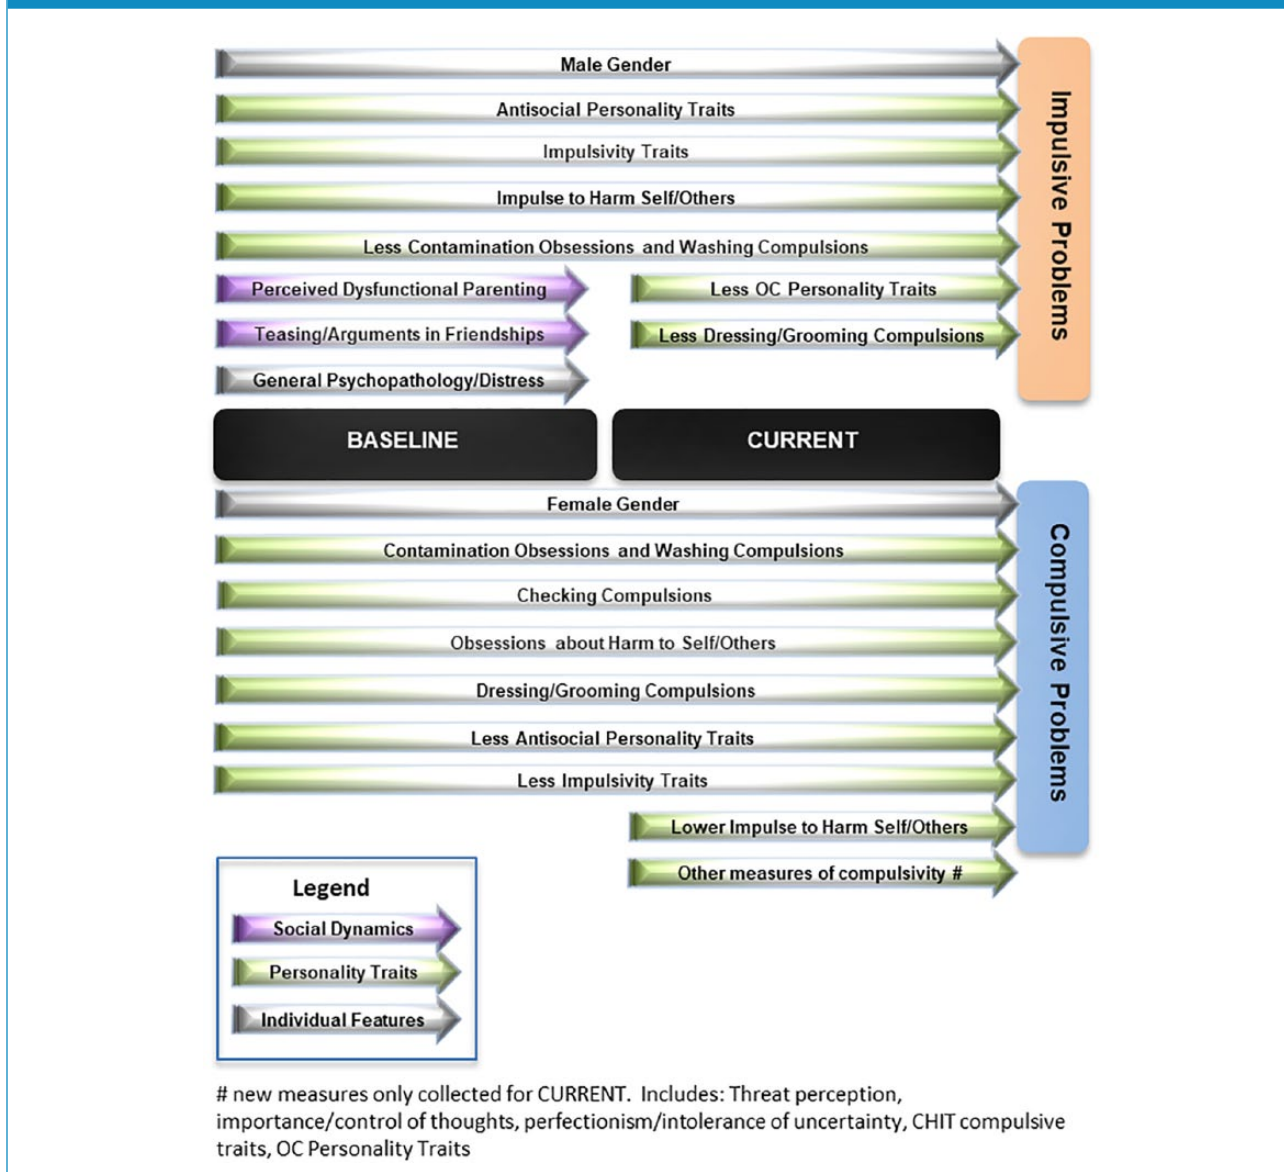 Male Gender
Antisocial Personality Traits
Impulsivity Traits
Impulse to Harm Self/Others
Less Contamination Obsessions and Washing Compulsions
Perceived Dysfunctional Parenting
Less OC Personality Traits
Teasing/Arguments in Friendships
Less Dressing/Grooming Compulsions
General Psychopathology/Distress
Impulsive Problems
BASELINE
CURRENT
Female Gender
Contamination Obsessions and Washing Compulsions
Checking Compulsions
Obsessions about Harm to Self/Others
Dressing/Grooming Compulsions
Less Antisocial Personality Traits
Less Impulsivity Traits
Lower Impulse to Harm Self/Others
Other measures of compulsivity #
Compulsive Problems
Legend
Social Dynamics
Personality Traits
Individual Features
# new measures only collected for CURRENT. Includes: Threat perception,
importance/control of thoughts, perfectionism/intolerance of uncertainty, CHIT compulsive
traits, OC Personality Traits